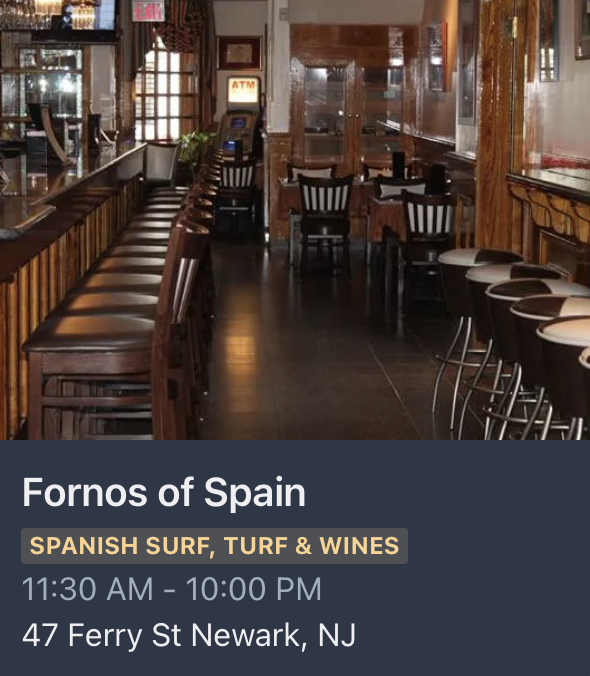 EXIT
ATM
Fornos of Spain
SPANISH SURF, TURF & WINES
11:30 AM - 10:00 PM
47 Ferry St Newark, NJ